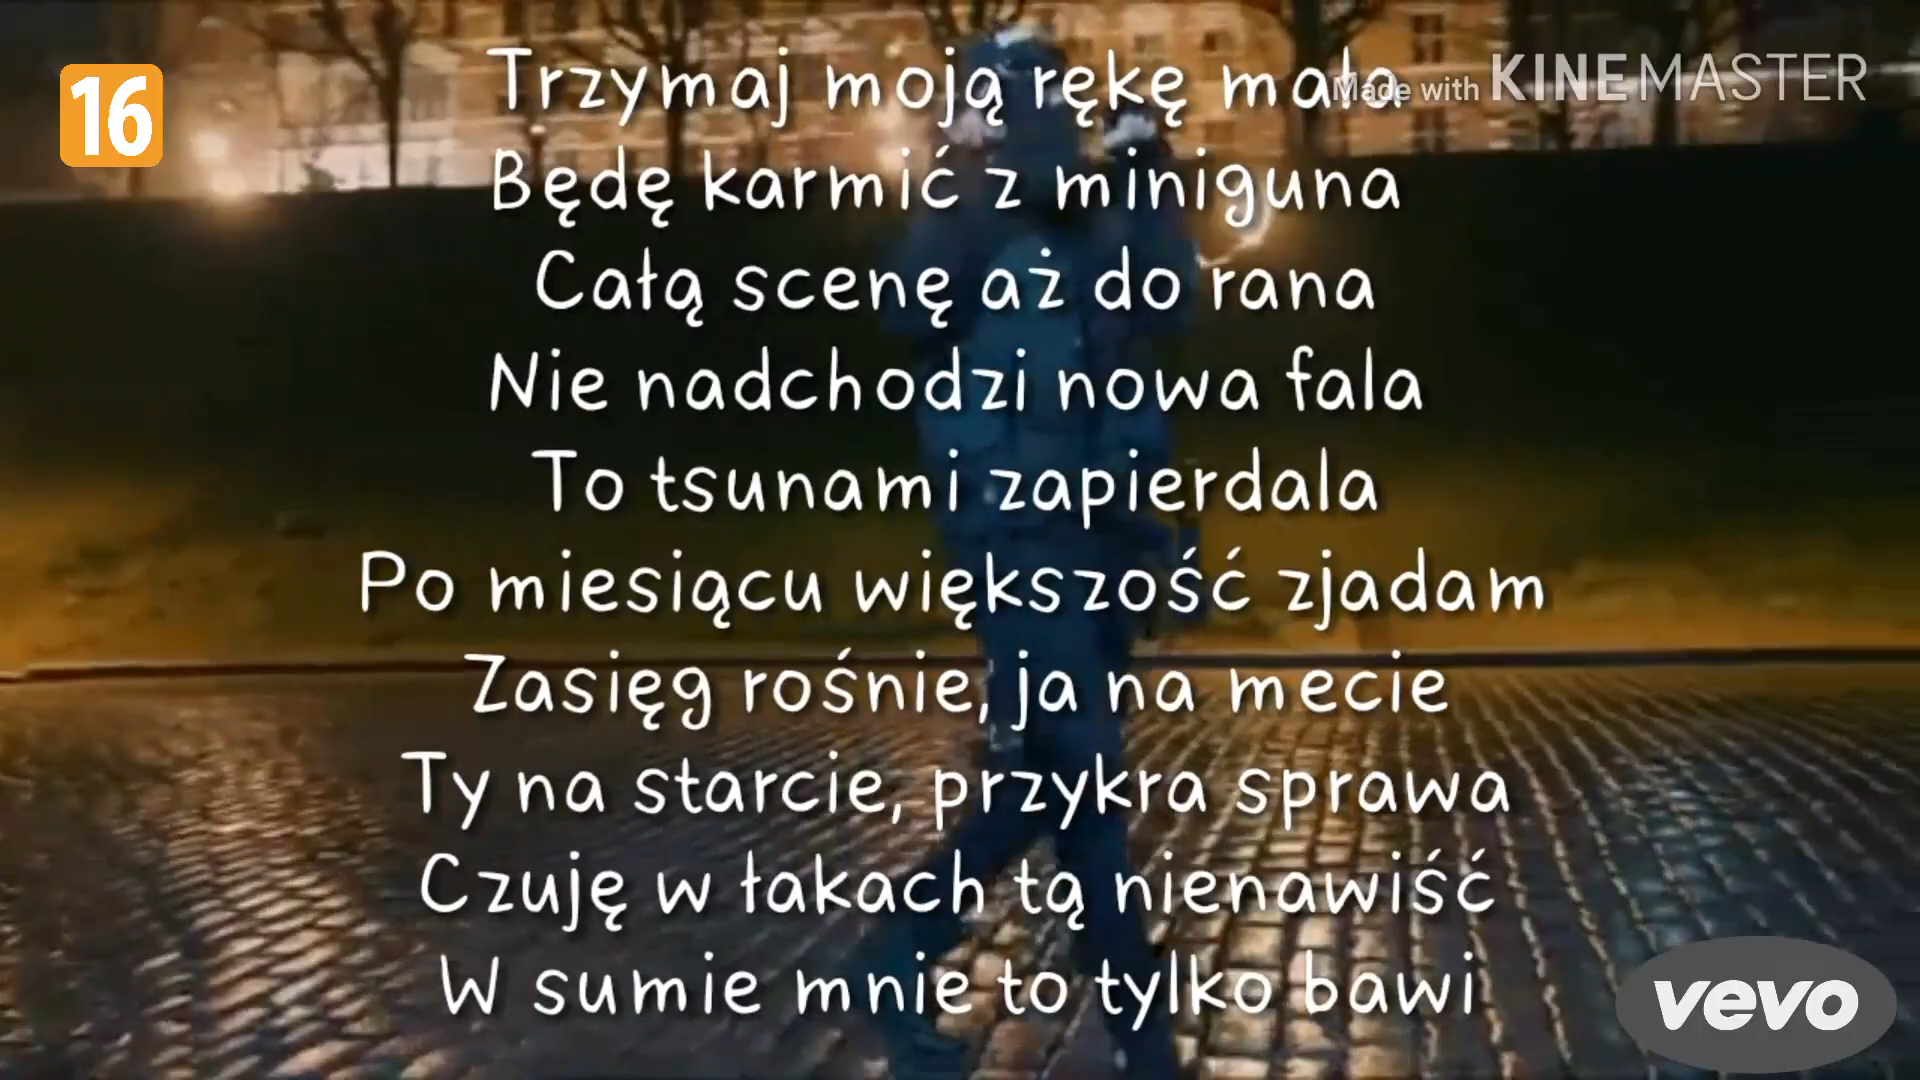 16
Made with KINEMASTER
Trzymaj moją rękę mała
Będę karmić z miniguna
Całą scenę aż do rana
Nie nadchodzi nowa fala
To tsunami zapierdala
Po miesiącu większość zjadam
Zasięg rośnie, ja na mecie
Ty na starcie, przykra sprawa
Czuję w łakach tą nienawiść
W sumie mnie to tylko bawi
vevo